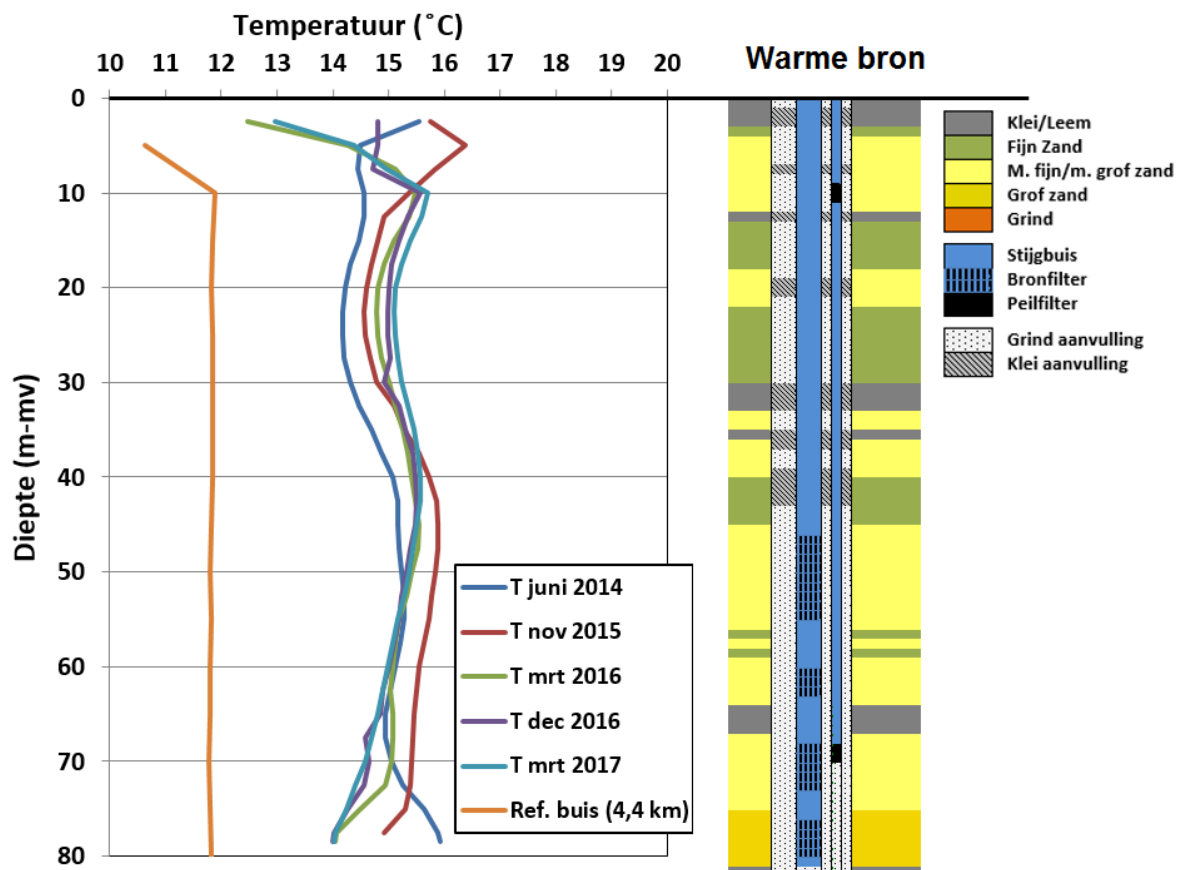 Temperatuur (˚C)
10 11 12 13 14 15 16 17 18 19 20
Warme bron
Diepte (m-mv)
0
10
20
30
40
50
60
70
80
T juni 2014
T nov 2015
T mrt 2016
T dec 2016
T mrt 2017
Ref. buis (4,4 km)
Klei/Leem
Fijn Zand
M. fijn/m. grof zand
Grof zand
Grind
Stijgbuis
Bronfilter
Peilfilter
Grind aanvulling
Klei aanvulling